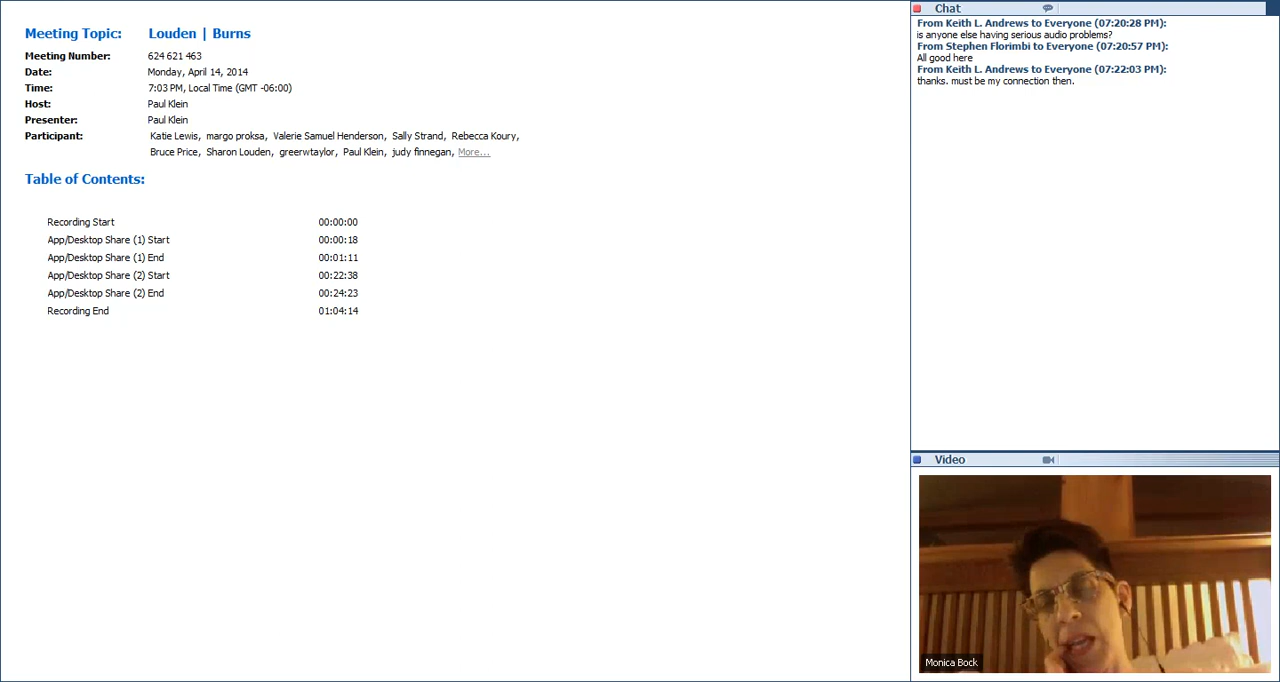 Meeting Topic: Louden | Burns
Meeting Number: 624 621 463
Date: Monday, April 14, 2014
Time: 7:03 PM, Local Time (GMT -06:00)
Host: Paul Klein
Presenter: Paul Klein
Participant: Katie Lewis, margo proksa, Valerie Samuel Henderson, Sally Strand, Rebecca Koury,
Bruce Price, Sharon Louden, greerwtaylor, Paul Klein, judy finnegan, More...
Table of Contents:
Recording Start 00:00:00
App/Desktop Share (1) Start 00:00:18
App/Desktop Share (1) End 00:01:11
App/Desktop Share (2) Start 00:22:38
App/Desktop Share (2) End 00:24:23
Recording End 01:04:14
Chat
From Keith L. Andrews to Everyone (07:20:28 PM):
is anyone else having serious audio problems?
From Stephen Florimbi to Everyone (07:20:57 PM):
All good here
From Keith L. Andrews to Everyone (07:22:03 PM):
thanks. must be my connection then.
Video
Monica Bock